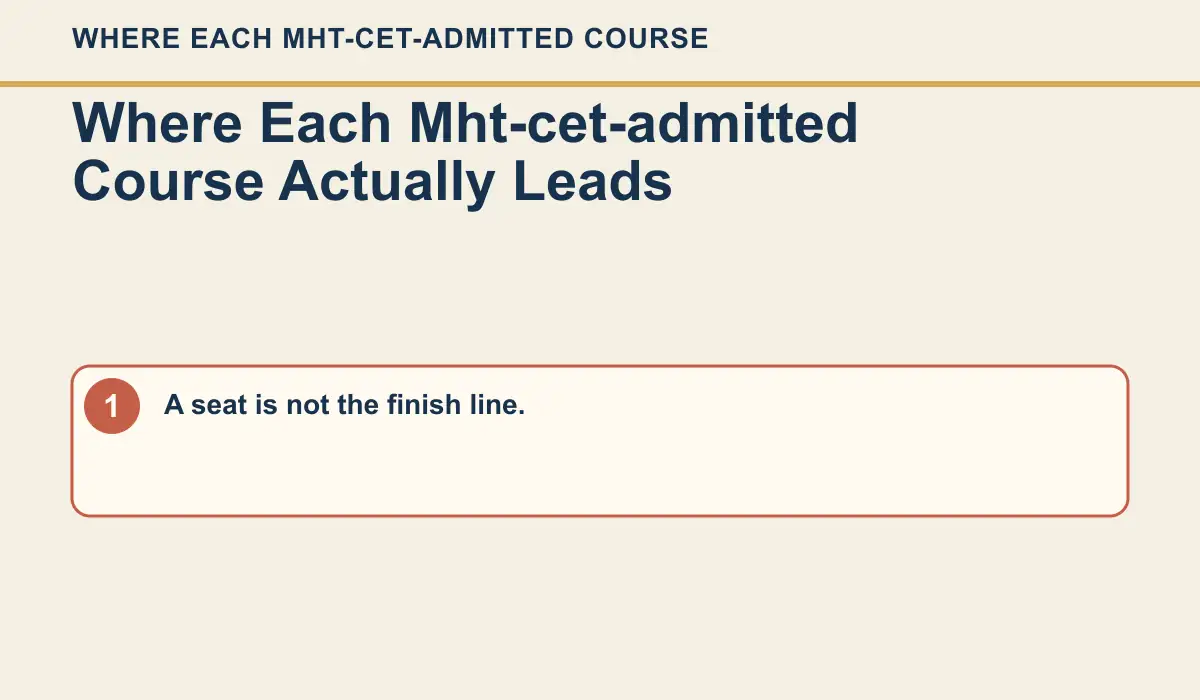 WHERE EACH MHT-CET-ADMITTED COURSE
Where Each Mht-cet-admitted
Course Actually Leads
1 A seat is not the finish line.